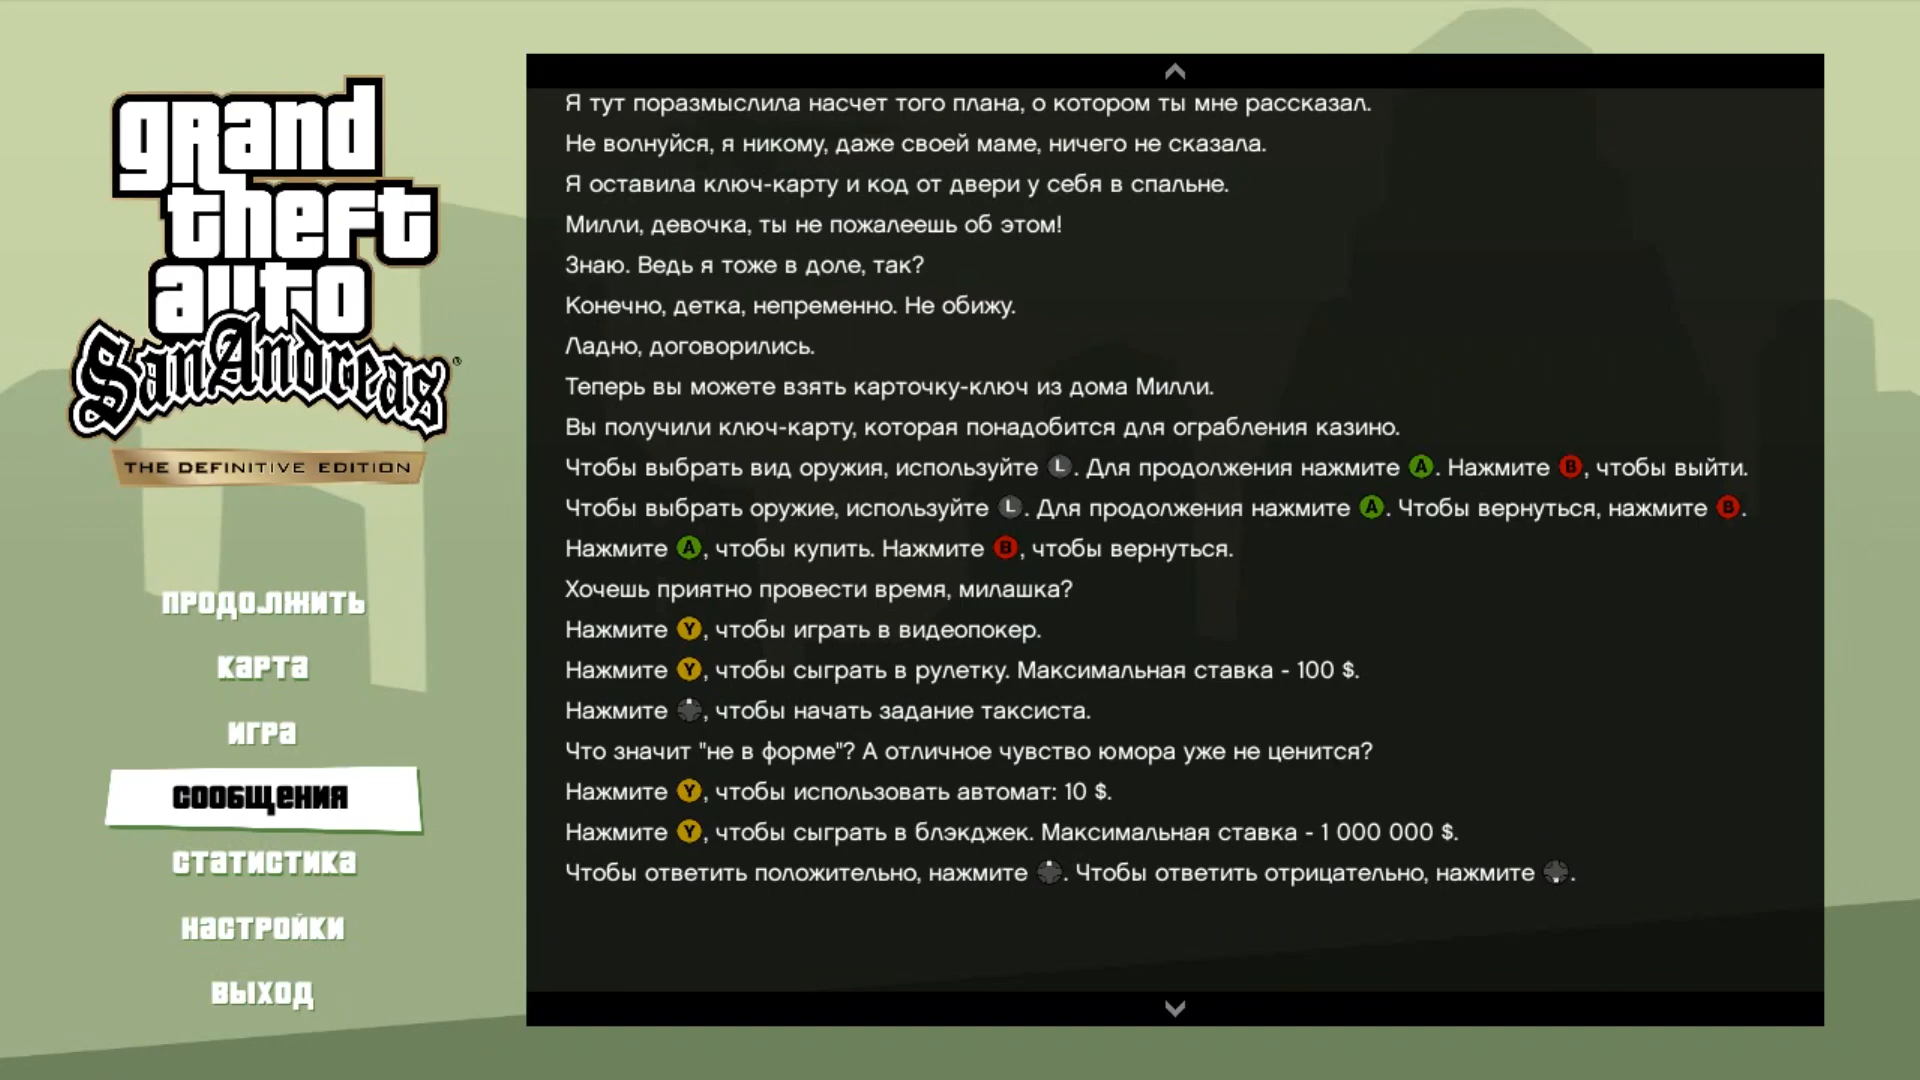 grand
theft
auto
San Andreas
THE DEFINITIVE EDITION
ПРОДОЛЖИТЬ
КАРТА
ИГРА
СООБЩЕНИЯ
СТАТИСТИКА
НАСТРОЙКИ
ВЫХОД
Я тут поразмыслила насчет того плана, о котором ты мне рассказал.
Не волнуйся, я никому, даже своей маме, ничего не сказала.
Я оставила ключ-карту и код от двери у себя в спальне.
Милли, девочка, ты не пожалеешь об этом!
Знаю. Ведь я тоже в доле, так?
Конечно, детка, непременно. Не обижу.
Ладно, договорились.
Теперь вы можете взять карточку-ключ из дома Милли.
Вы получили ключ-карту, которая понадобится для ограбления казино.
Чтобы выбрать вид оружия, используйте L. Для продолжения нажмите A. Нажмите B, чтобы выйти.
Чтобы выбрать оружие, используйте L. Для продолжения нажмите A. Чтобы вернуться, нажмите B.
Нажмите A, чтобы купить. Нажмите B, чтобы вернуться.
Хочешь приятно провести время, милашка?
Нажмите Y, чтобы играть в видеопокер.
Нажмите Y, чтобы сыграть в рулетку. Максимальная ставка - 100 $.
Нажмите , чтобы начать задание таксиста.
Что значит "не в форме"? А отличное чувство юмора уже не ценится?
Нажмите Y, чтобы использовать автомат: 10 $.
Нажмите Y, чтобы сыграть в блэкджек. Максимальная ставка - 1 000 000 $.
Чтобы ответить положительно, нажмите . Чтобы ответить отрицательно, нажмите .